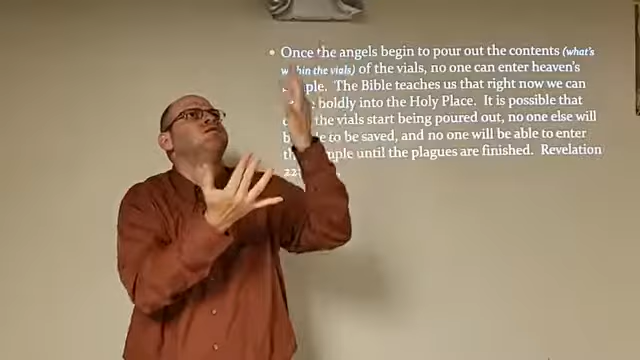 • Once the angels begin to pour out the contents (what's
within the vials) of the vials, no one can enter heaven's
The Bible teaches us that right now we can
boldly into the Holy Place. It is possible that
the vials start being poured out, no one else will
to be saved, and no one will be able to enter
until the plagues are finished. Revelation